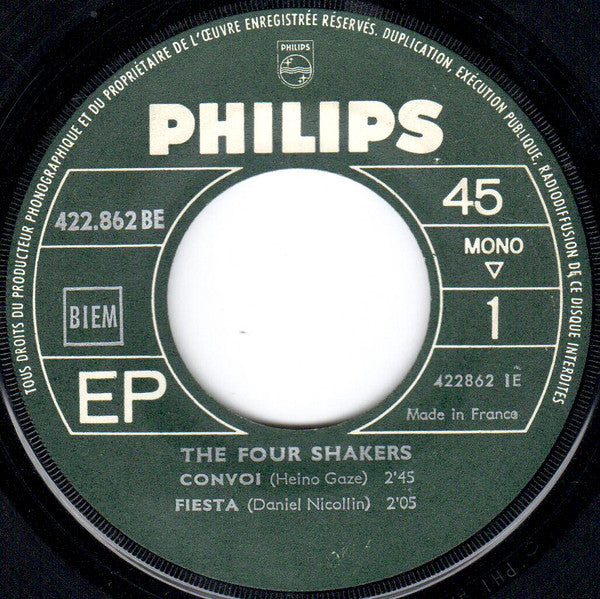 TOUS DROITS DU PRODUCTEUR PHONOGRAPHIQUE ET DU PROPRIÉTAIRE DE L'ŒUVRE ENREGISTRÉE RÉSERVÉS. DUPLICATION, EXÉCUTION PUBLIQUE, RADIODIFFUSION DE CE DISQUE INTERDITES
PHILIPS
PHILIPS
422.862 BE
45
MONO
BIEM
1
EP
422862 1E
Made in France
THE FOUR SHAKERS
CONVOI (Heino Gaze) 2'45
FIESTA (Daniel Nicollin) 2'05